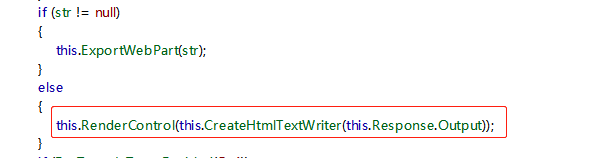 if (str != null)
{
this.ExportWebPart(str);
}
else
{
this.RenderControl(this.CreateHtmlTextWriter(this.Response.Output));
}